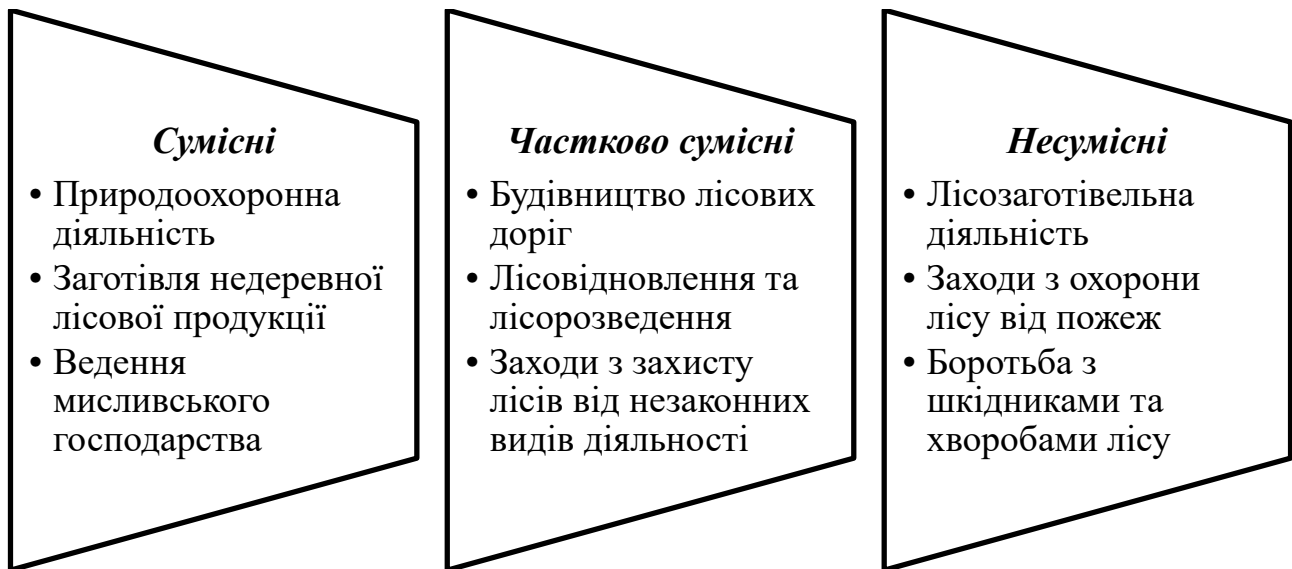 Сумісні
• Природоохоронна
діяльність
• Заготівля недеревної
лісової продукції
• Ведення
мисливського
господарства
Частково сумісні
• Будівництво лісових
доріг
• Лісовідновлення та
лісорозведення
• Заходи з захисту
лісів від незаконних
видів діяльності
Несумісні
• Лісозаготівельна
діяльність
• Заходи з охорони
лісу від пожеж
• Боротьба з
шкідниками та
хворобами лісу